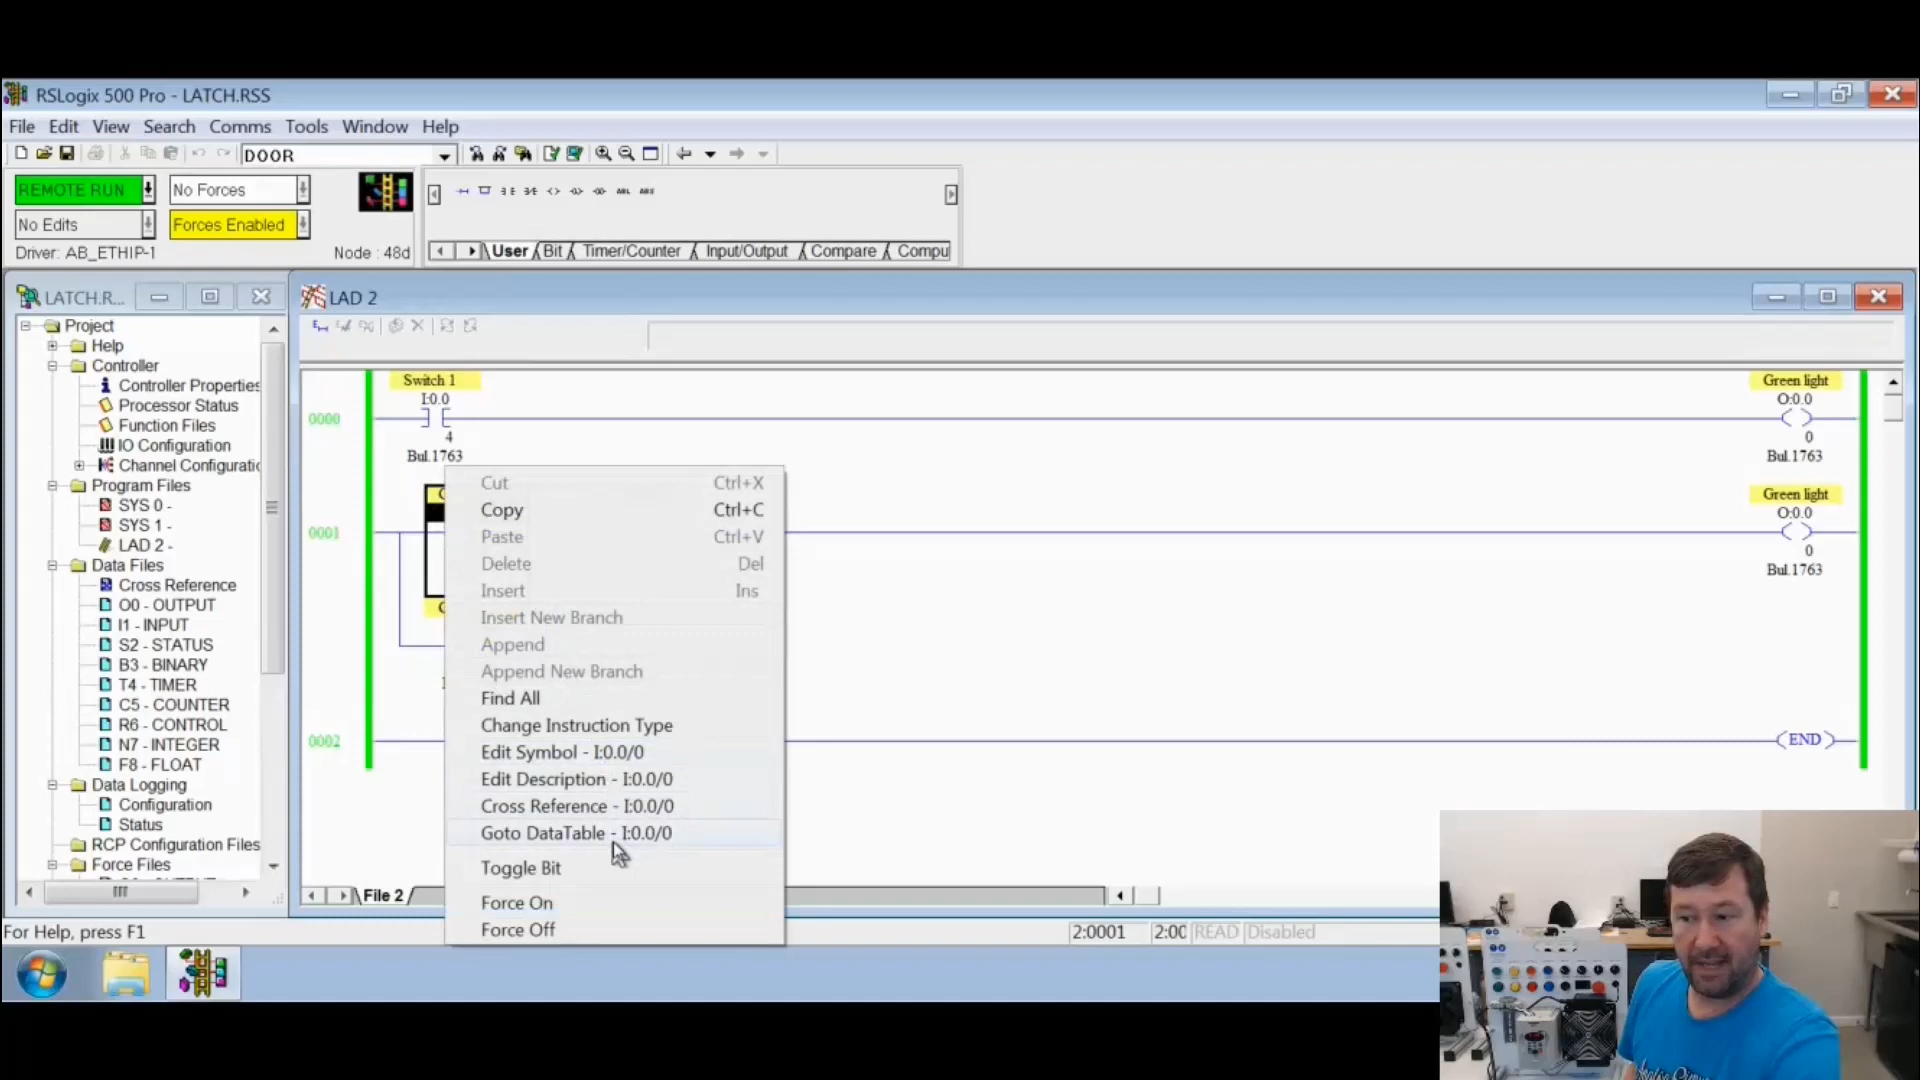 RSLogix 500 Pro - LATCH.RSS
File Edit View Search Comms Tools Window Help
DOOR
REMOTE RUN No Forces
No Edits Forces Enabled
Driver: AB_ETHIP-1 Node : 48d
User Bit Timer/Counter Input/Output Compare Compu
LATCH.R...
LAD 2
Project
Help
Controller
Controller Properties
Processor Status
Function Files
IO Configuration
Channel Configuratic
Program Files
SYS 0 -
SYS 1 -
LAD 2 -
Data Files
Cross Reference
O0 - OUTPUT
I1 - INPUT
S2 - STATUS
B3 - BINARY
T4 - TIMER
C5 - COUNTER
R6 - CONTROL
N7 - INTEGER
F8 - FLOAT
Data Logging
Configuration
Status
RCP Configuration Files
Force Files
Switch 1
I:0.0
0000
4
Bul.1763
Green light
O:0.0
0
Bul.1763
0001
Green light
O:0.0
0
Bul.1763
0002
END
Cut Ctrl+X
Copy Ctrl+C
Paste Ctrl+V
Delete Del
Insert Ins
Insert New Branch
Append
Append New Branch
Find All
Change Instruction Type
Edit Symbol - I:0.0/0
Edit Description - I:0.0/0
Cross Reference - I:0.0/0
Goto DataTable - I:0.0/0
Toggle Bit
Force On
Force Off
File 2
For Help, press F1
2:0001 2:00 READ Disabled